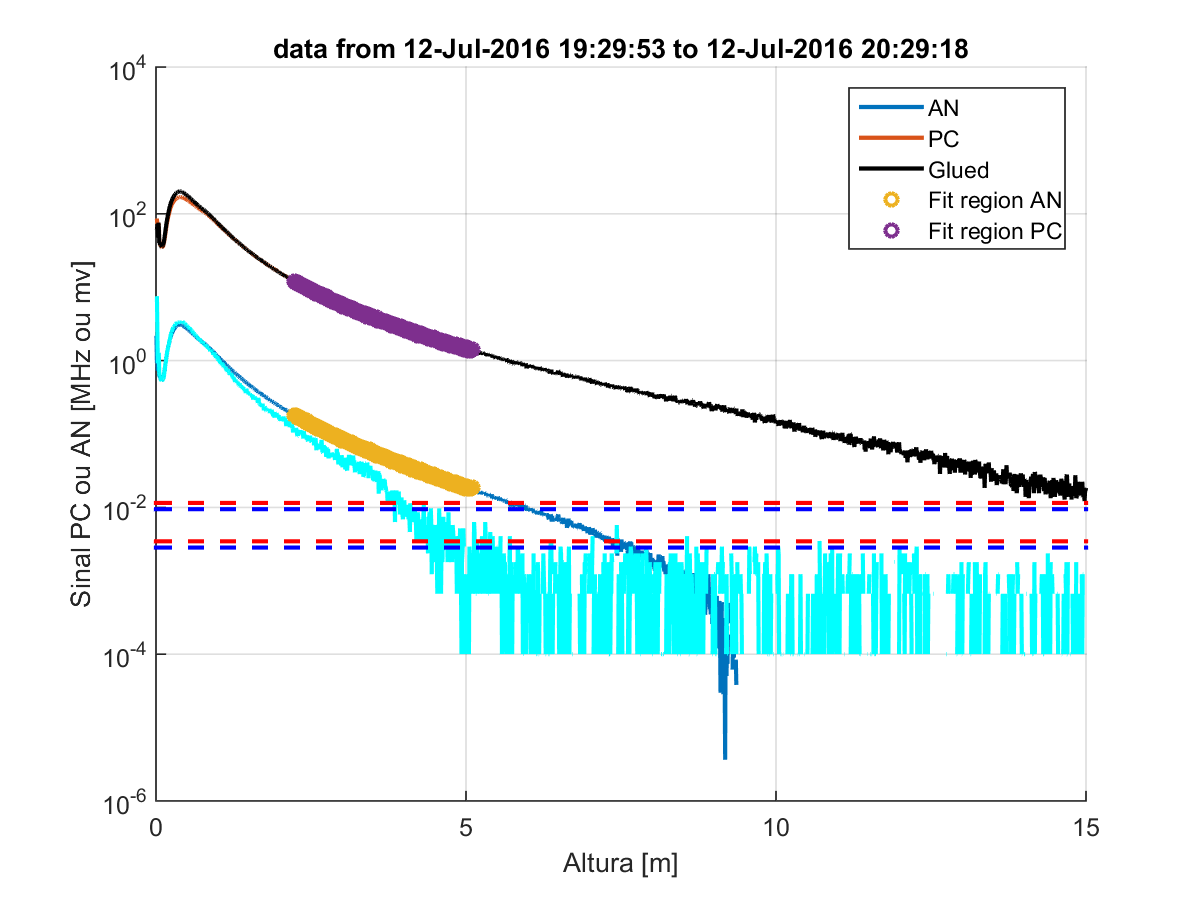 data from 12-Jul-2016 19:29:53 to 12-Jul-2016 20:29:18
AN
PC
Glued
Fit region AN
Fit region PC
Sinal PC ou AN [MHz ou mv]
10^4
10^2
10^0
10^-2
10^-4
10^-6
0 5 10 15
Altura [m]